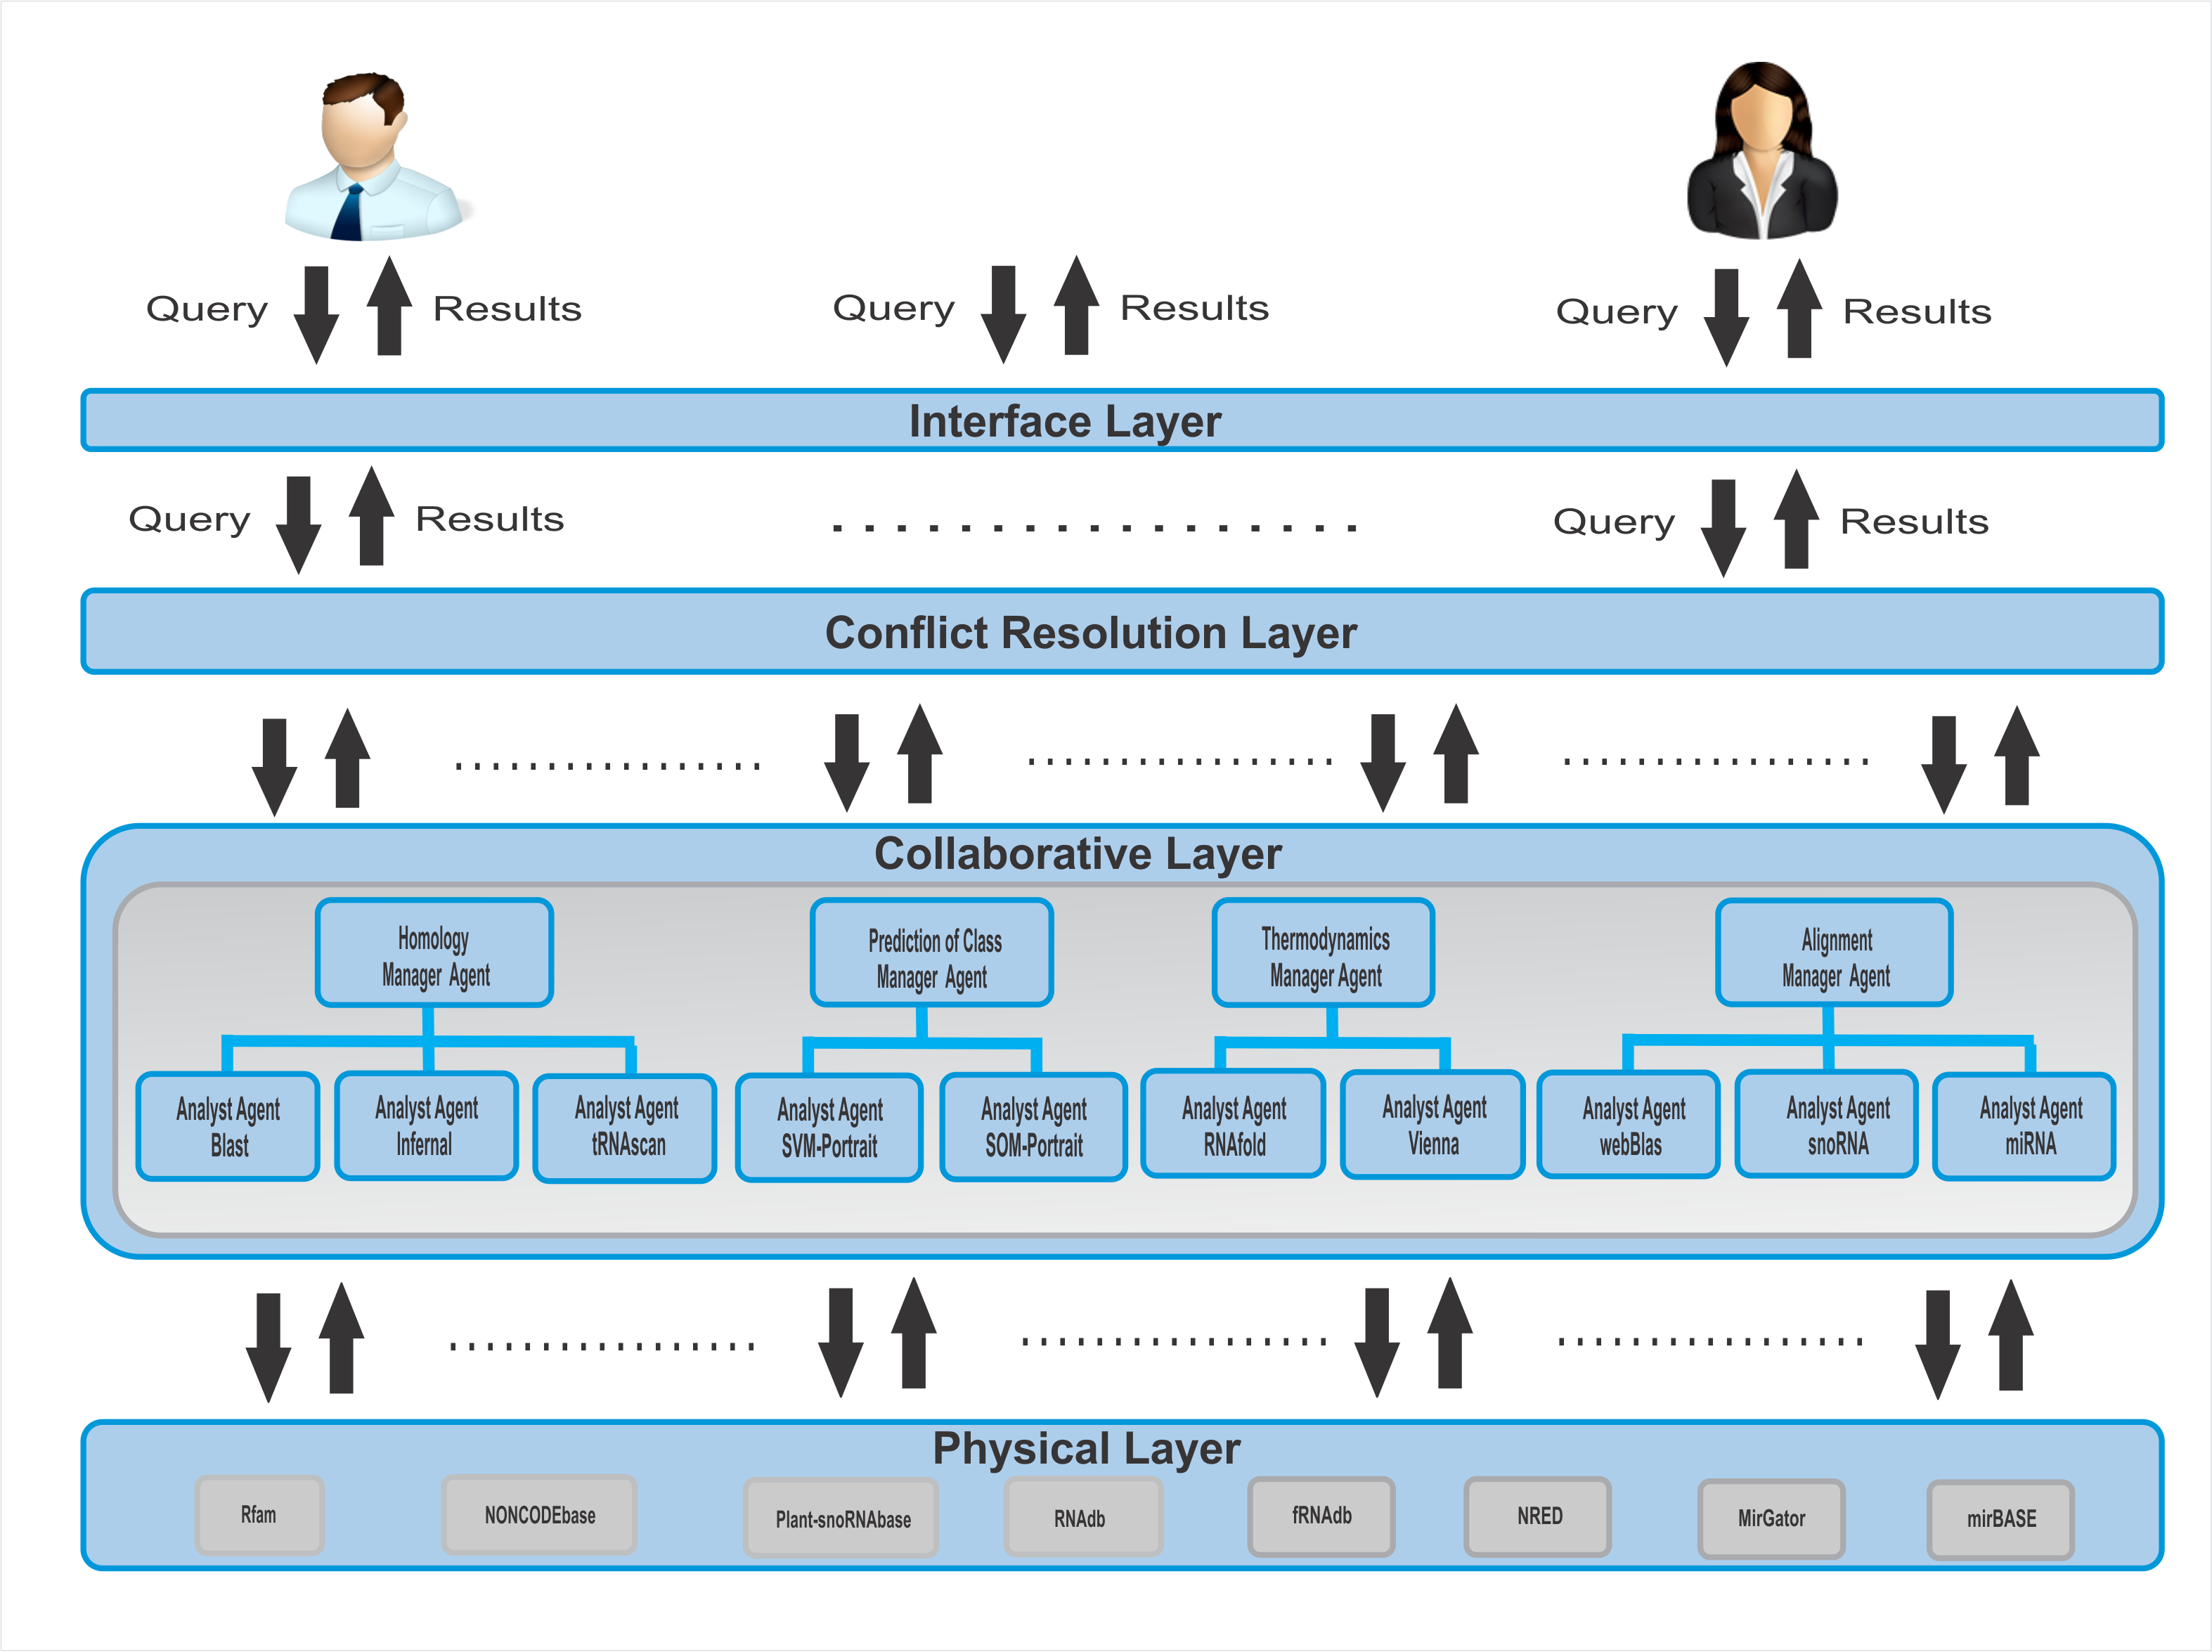 Query Results Query Results Query Results
Interface Layer
Query Results Query Results
Conflict Resolution Layer
Collaborative Layer
Homology
Manager Agent
Prediction of Class
Manager Agent
Thermodynamics
Manager Agent
Alignment
Manager Agent
Analyst Agent
Blast
Analyst Agent
Infernal
Analyst Agent
tRNAscan
Analyst Agent
SVM-Portrait
Analyst Agent
SOM-Portrait
Analyst Agent
RNAfold
Analyst Agent
Vienna
Analyst Agent
webBlas
Analyst Agent
snoRNA
Analyst Agent
miRNA
Physical Layer
Rfam
NONCODEbase
Plant-snoRNAbase
RNAdb
fRNAdb
NRED
MirGator
mirBASE